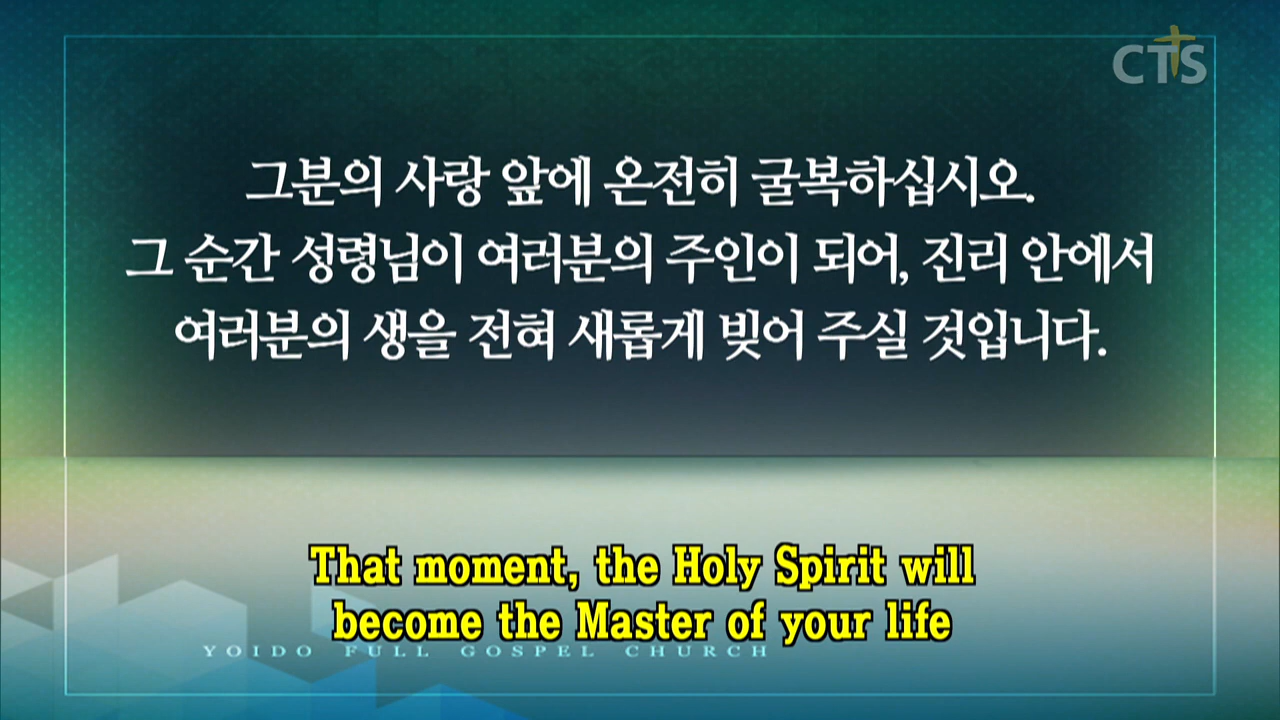 CTS
그분의 사랑 앞에 온전히 굴복하십시오.
그 순간 성령님이 여러분의 주인이 되어, 진리 안에서
여러분의 생을 전혀 새롭게 빚어 주실 것입니다.
That moment, the Holy Spirit will
become the Master of your life
YOIDO FULL GOSPEL CHURCH